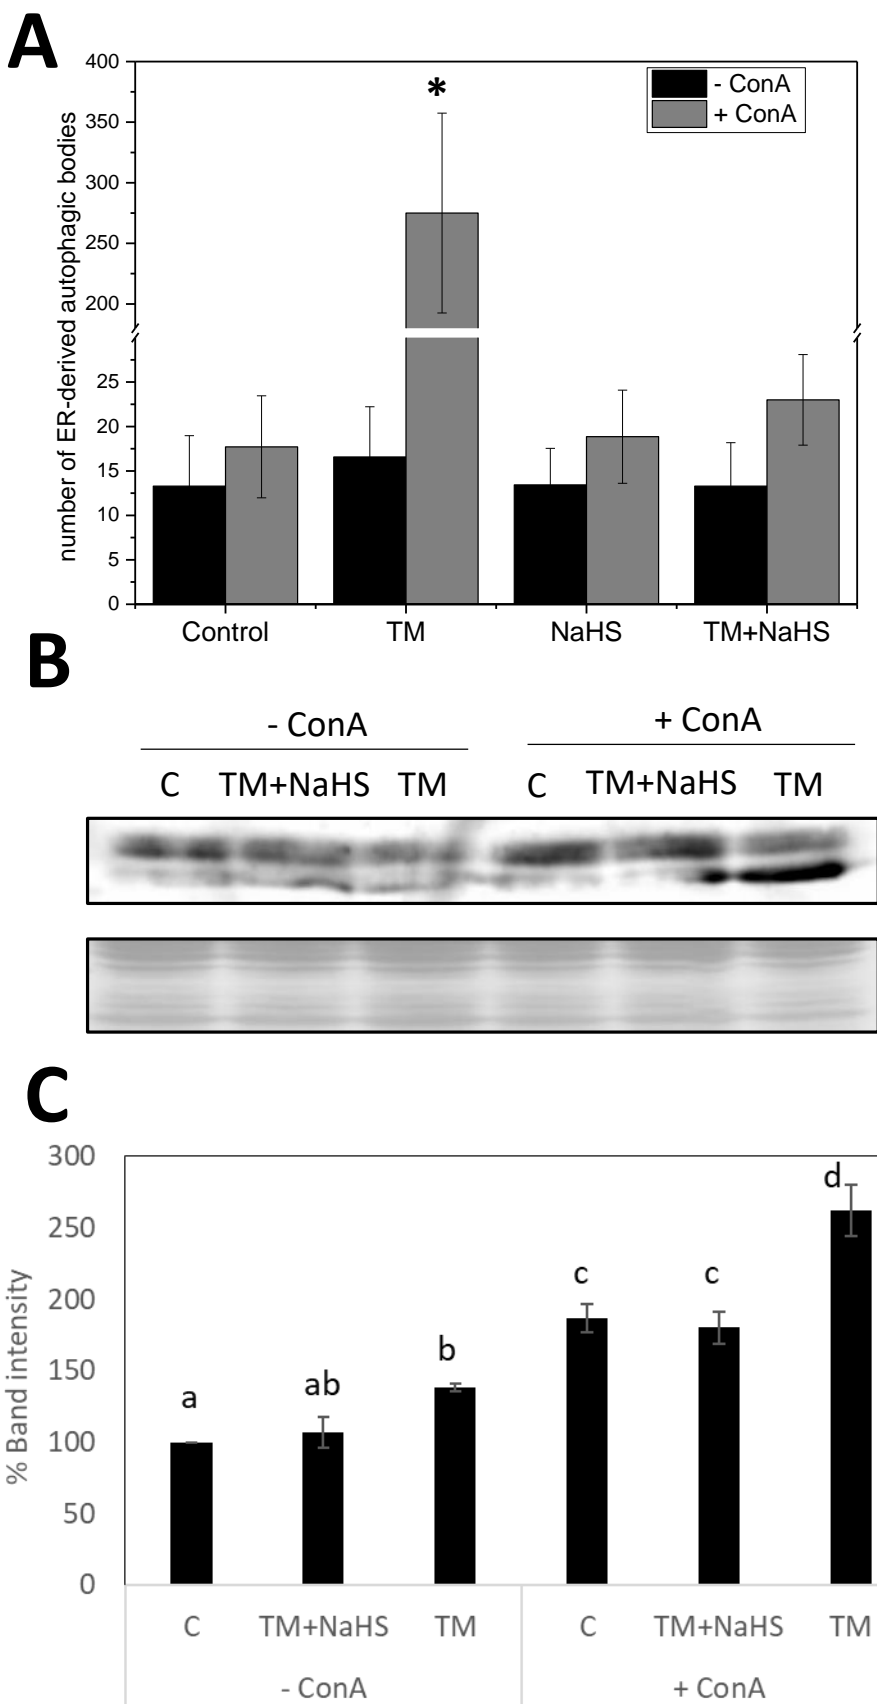 A
400
*
- ConA
+ ConA
350
300
250
200
25
20
15
10
5
0
number of ER-derived autophagic bodies
Control TM NaHS TM+NaHS
B
- ConA + ConA
C TM+NaHS TM C TM+NaHS TM
C
300
250
200
150
100
50
0
% Band intensity
a ab b c c d
C TM+NaHS TM C TM+NaHS TM
- ConA + ConA